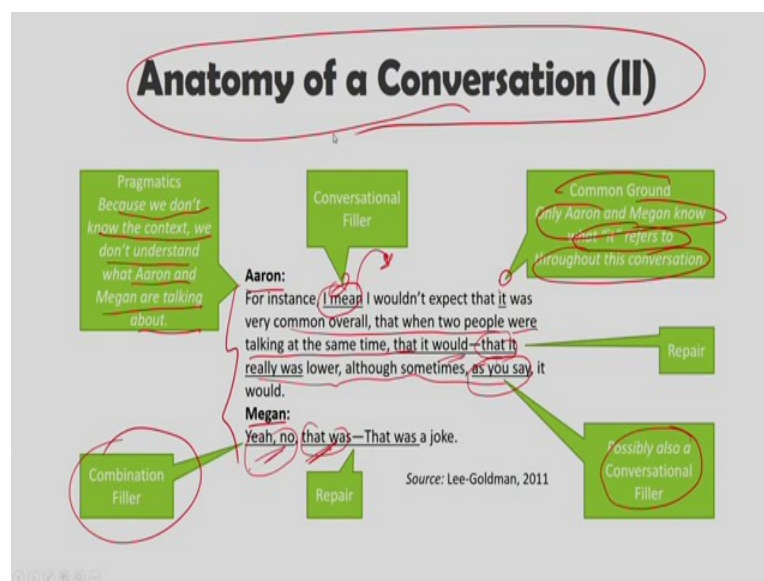 Anatomy of a Conversation (II)
Pragmatics
Because we don't
know the context, we
don't understand
what Aaron and
Megan are talking
about.
Conversational
Filler
Common Ground
Only Aaron and Megan know
what "it" refers to
throughout this conversation
Aaron:
For instance, I mean I wouldn't expect that it was
very common overall, that when two people were
talking at the same time, that it would—that it
really was lower, although sometimes, as you say, it
would.
Repair
Megan:
Yeah, no, that was—That was a joke.
Combination
Filler
Repair
Source: Lee-Goldman, 2011
Possibly also a
Conversational
Filler